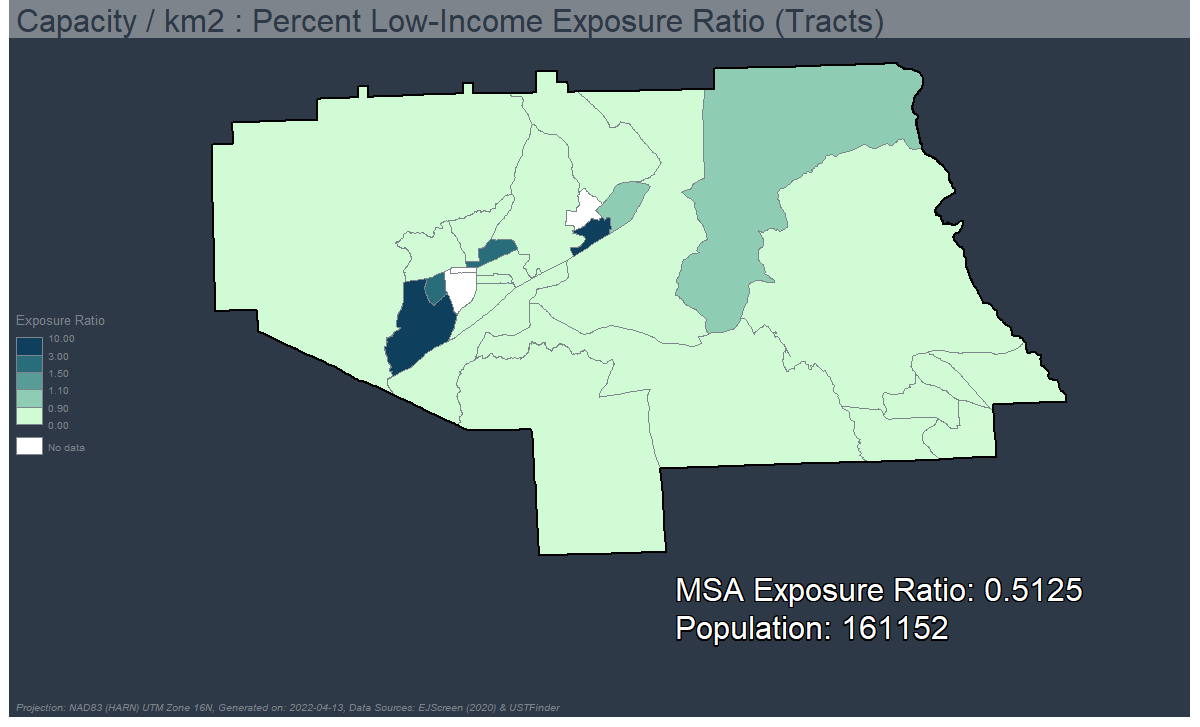 Capacity / km2 : Percent Low-Income Exposure Ratio (Tracts)
Exposure Ratio
10.00
3.00
1.50
1.10
0.90
0.00
No data
MSA Exposure Ratio: 0.5125
Population: 161152
Projection: NAD83 (HARN) UTM Zone 16N, Generated on: 2022-04-13, Data Sources: EJScreen (2020) & USTFinder